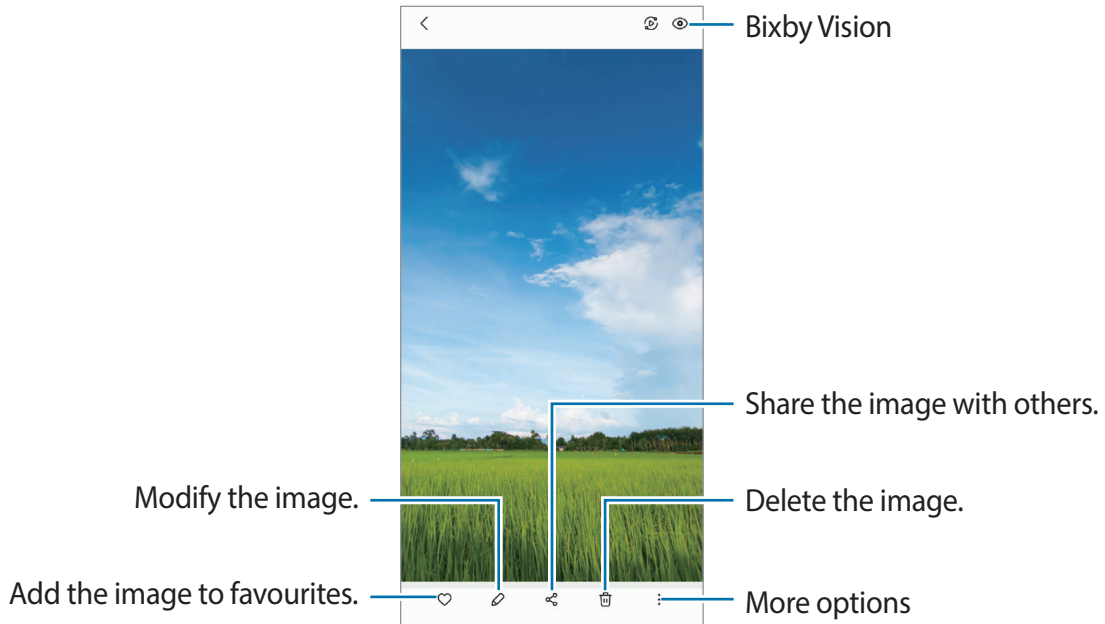 Bixby Vision
Share the image with others.
Modify the image.
Delete the image.
Add the image to favourites.
More options